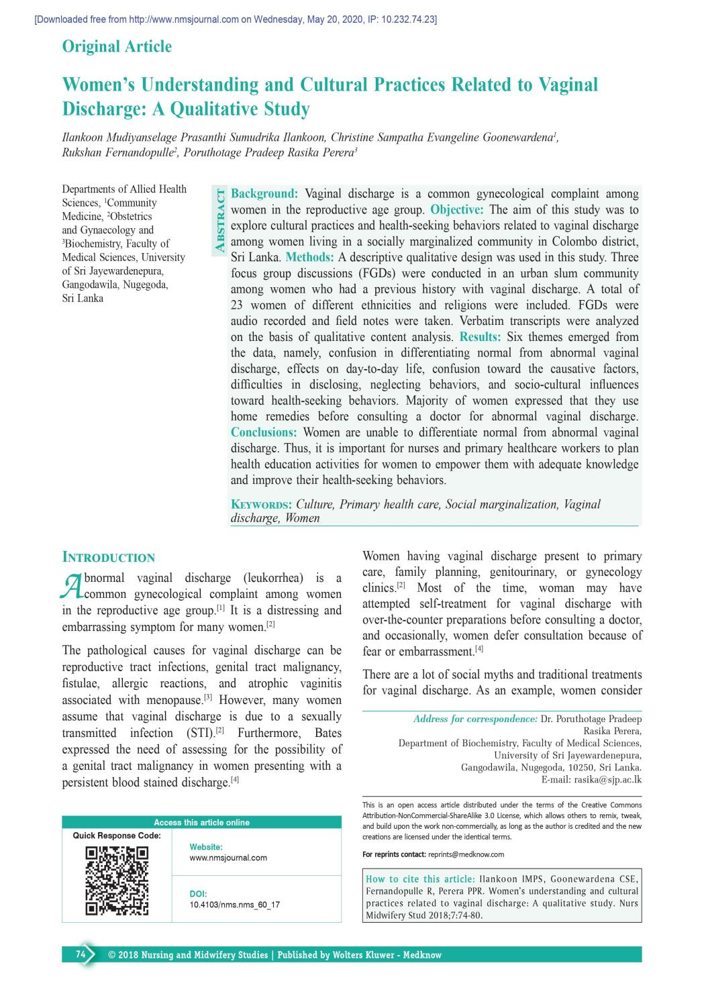 [Downloaded free from http://www.nmsjournal.com on Wednesday, May 20, 2020, IP: 10.232.74.23]
Original Article
Women's Understanding and Cultural Practices Related to Vaginal
Discharge: A Qualitative Study
Ilankoon Mudiyanselage Prasanthi Sumudrika Ilankoon, Christine Sampatha Evangeline Goonewardena1,
Rukshan Fernandopulle2, Poruthotage Pradeep Rasika Perera3
Departments of Allied Health
Sciences, 1Community
Medicine, 2Obstetrics
and Gynaecology and
3Biochemistry, Faculty of
Medical Sciences, University
of Sri Jayewardenepura,
Gangodawila, Nugegoda,
Sri Lanka
ABSTRACT
Background: Vaginal discharge is a common gynecological complaint among
women in the reproductive age group. Objective: The aim of this study was to
explore cultural practices and health-seeking behaviors related to vaginal discharge
among women living in a socially marginalized community in Colombo district,
Sri Lanka. Methods: A descriptive qualitative design was used in this study. Three
focus group discussions (FGDs) were conducted in an urban slum community
among women who had a previous history with vaginal discharge. A total of
23 women of different ethnicities and religions were included. FGDs were
audio recorded and field notes were taken. Verbatim transcripts were analyzed
on the basis of qualitative content analysis. Results: Six themes emerged from
the data, namely, confusion in differentiating normal from abnormal vaginal
discharge, effects on day-to-day life, confusion toward the causative factors,
difficulties in disclosing, neglecting behaviors, and socio-cultural influences
toward health-seeking behaviors. Majority of women expressed that they use
home remedies before consulting a doctor for abnormal vaginal discharge.
Conclusions: Women are unable to differentiate normal from abnormal vaginal
discharge. Thus, it is important for nurses and primary healthcare workers to plan
health education activities for women to empower them with adequate knowledge
and improve their health-seeking behaviors.
KEYWORDS: Culture, Primary health care, Social marginalization, Vaginal
discharge, Women
INTRODUCTION
Abnormal vaginal discharge (leukorrhea) is a
common gynecological complaint among women
in the reproductive age group.[1] It is a distressing and
embarrassing symptom for many women.[2]
The pathological causes for vaginal discharge can be
reproductive tract infections, genital tract malignancy,
fistulae, allergic reactions, and atrophic vaginitis
associated with menopause.[3] However, many women
assume that vaginal discharge is due to a sexually
transmitted infection (STI).[2] Furthermore, Bates
expressed the need of assessing for the possibility of
a genital tract malignancy in women presenting with a
persistent blood stained discharge.[4]
Women having vaginal discharge present to primary
care, family planning, genitourinary, or gynecology
clinics.[2] Most of the time, woman may have
attempted self-treatment for vaginal discharge with
over-the-counter preparations before consulting a doctor,
and occasionally, women defer consultation because of
fear or embarrassment.[4]
There are a lot of social myths and traditional treatments
for vaginal discharge. As an example, women consider
Address for correspondence: Dr. Poruthotage Pradeep
Rasika Perera,
Department of Biochemistry, Faculty of Medical Sciences,
University of Sri Jayewardenepura,
Gangodawila, Nugegoda, 10250, Sri Lanka.
E-mail: rasika@sjp.ac.lk
This is an open access article distributed under the terms of the Creative Commons
Attribution-NonCommercial-ShareAlike 3.0 License, which allows others to remix, tweak,
and build upon the work non-commercially, as long as the author is credited and the new
creations are licensed under the identical terms.
For reprints contact: reprints@medknow.com
Access this article online
Quick Response Code:
Website:
www.nmsjournal.com
DOI:
10.4103/nms.nms_60_17
How to cite this article: Ilankoon IMPS, Goonewardena CSE,
Fernandopulle R, Perera PPR. Women's understanding and cultural
practices related to vaginal discharge: A qualitative study. Nurs
Midwifery Stud 2018;7:74-80.
74 © 2018 Nursing and Midwifery Studies | Published by Wolters Kluwer - Medknow